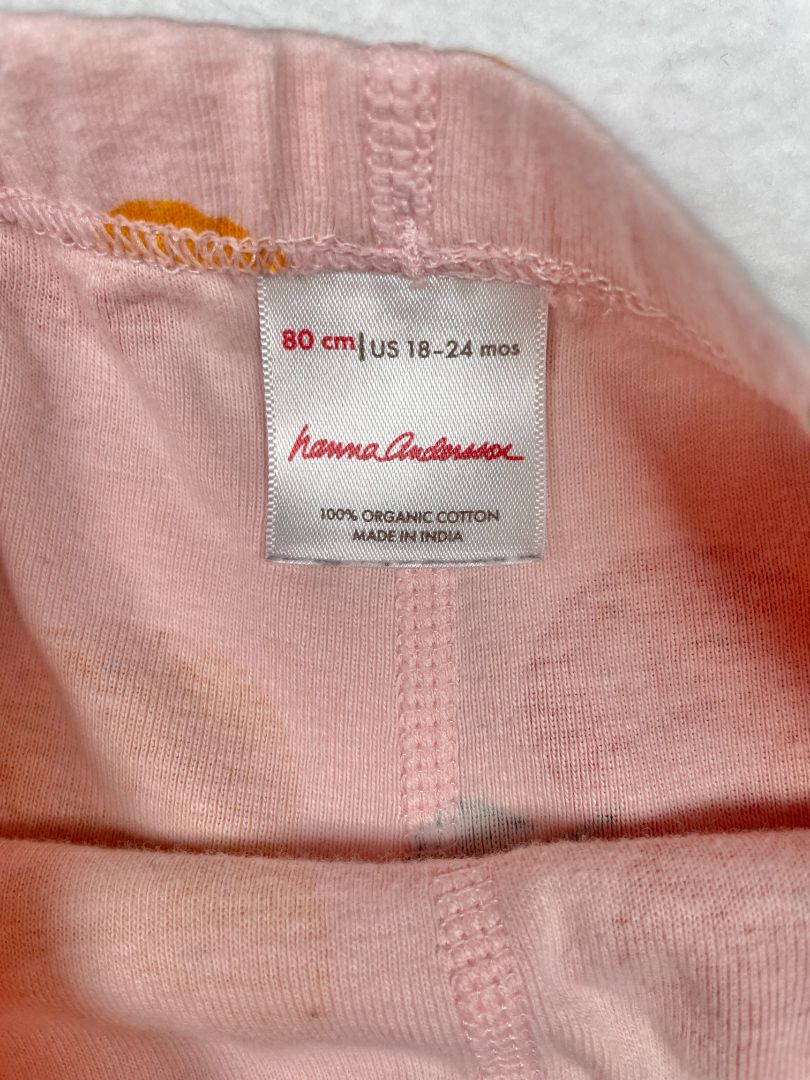 80 cm | US 18-24 mos
hanna andersson
100% ORGANIC COTTON
MADE IN INDIA